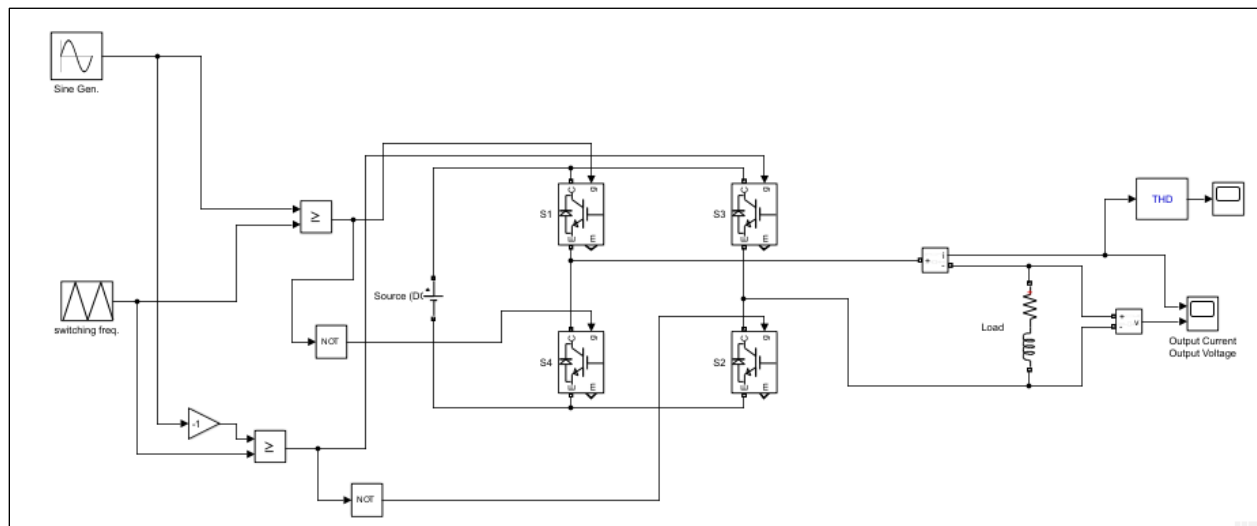 Sine Gen.
THD
C
g
S1
E
m
C
g
S3
E
m
≥
i
+
-
switching freq.
Source (DC
+
NOT
Load
+
-
v
Output Current
Output Voltage
C
g
S4
E
m
C
g
S2
E
m
-1
≥
NOT